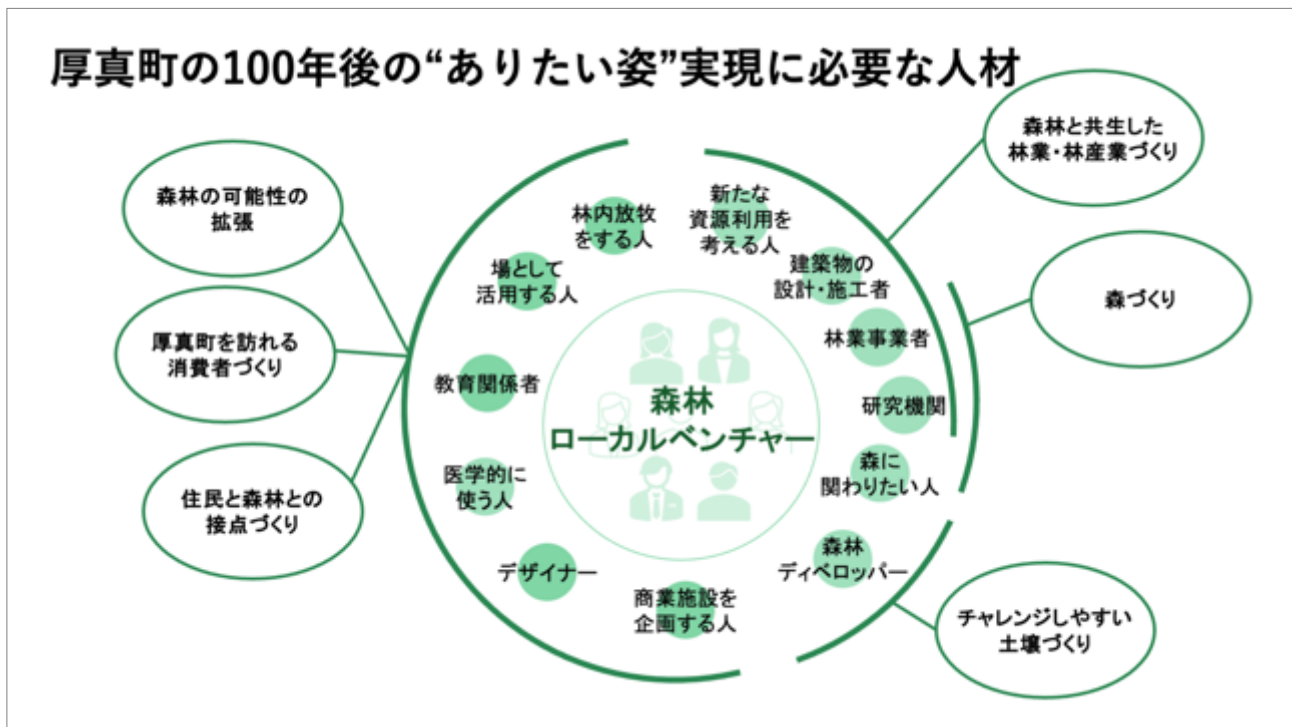 厚真町の100年後の“ありたい姿”実現に必要な人材
森林の可能性の
拡張
厚真町を訪れる
消費者づくり
住民と森林との
接点づくり
林内放牧
をする人
場として
活用する人
教育関係者
医学的に
使う人
デザイナー
商業施設を
企画する人
森林
ローカルベンチャー
新たな
資源利用を
考える人
建築物の
設計・施工者
林業事業者
研究機関
森に
関わりたい人
森林
ディベロッパー
森林と共生した
林業・林産業づくり
森づくり
チャレンジしやすい
土壌づくり